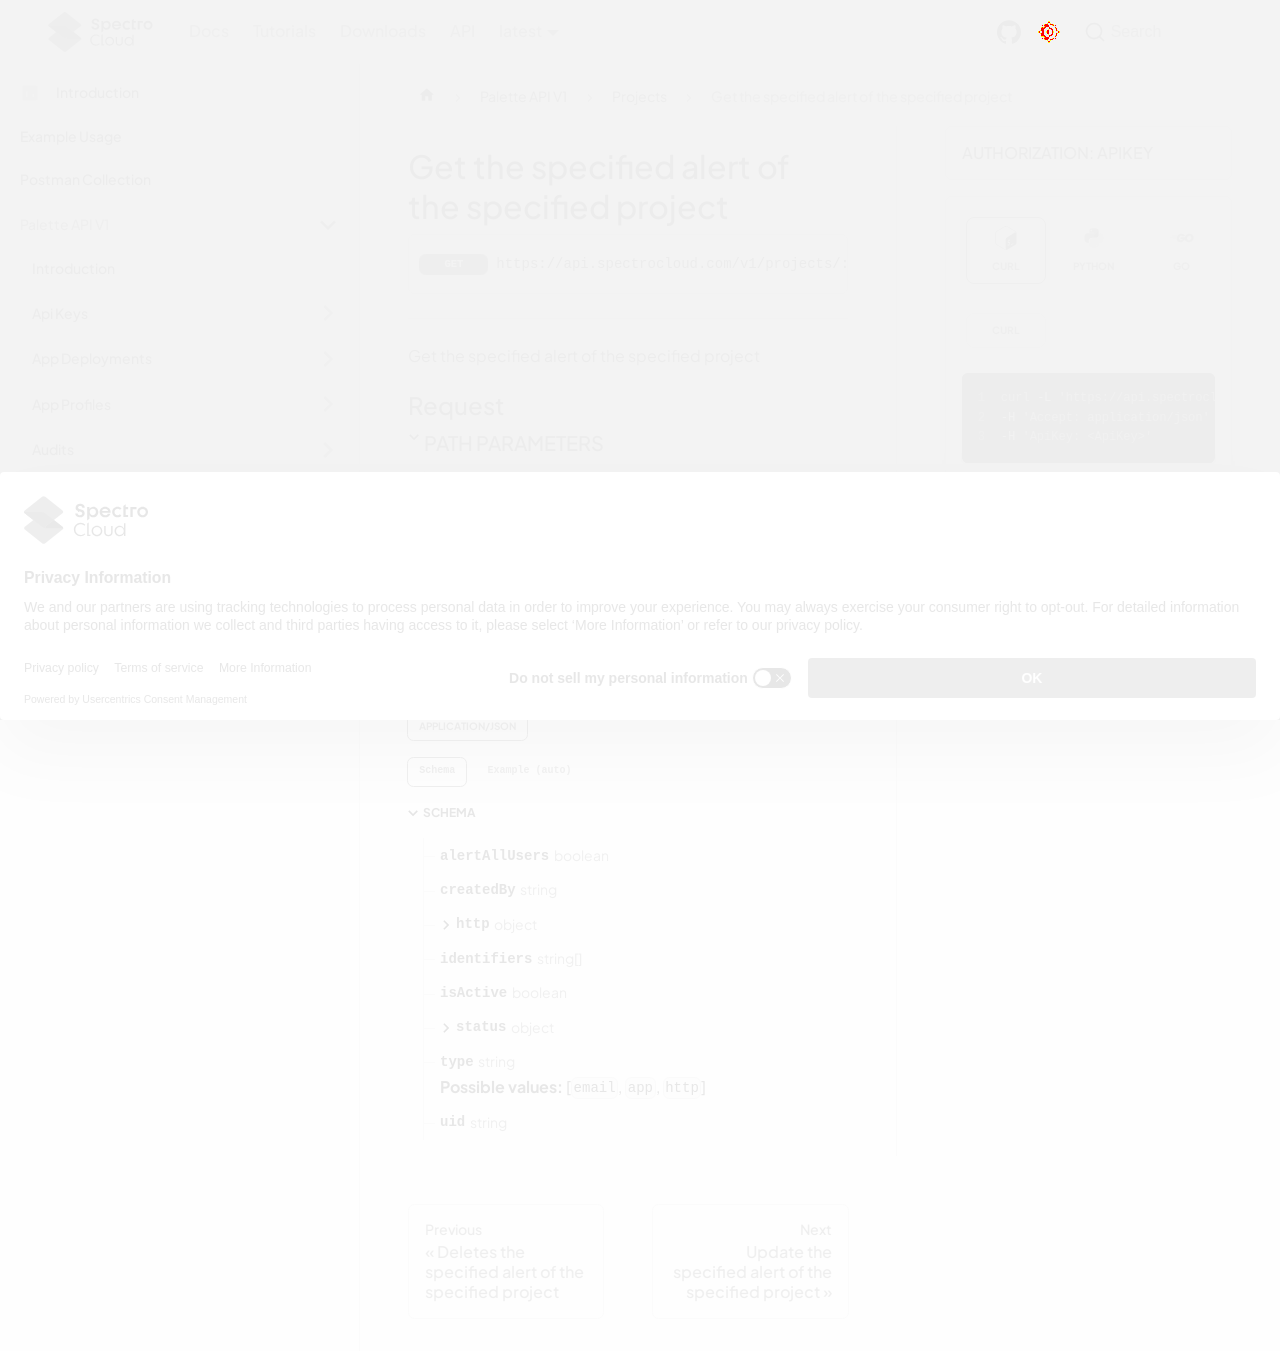 Spectro
Cloud
Docs
Tutorials
Downloads
API
latest
Search
Introduction
Example Usage
Postman Collection
Palette API V1
Introduction
Api Keys
App Deployments
App Profiles
Audits
Palette API V1
Projects
Get the specified alert of the specified project
Get the specified alert of
the specified project
GET
https://api.spectrocloud.com/v1/projects/:
Get the specified alert of the specified project
Request
PATH PARAMETERS
AUTHORIZATION: APIKEY
CURL
PYTHON
GO
CURL
Spectro
Cloud
Privacy Information
We and our partners are using tracking technologies to process personal data in order to improve your experience. You may always exercise your consumer right to opt-out. For detailed information
about personal information we collect and third parties having access to it, please select 'More Information' or refer to our privacy policy.
Privacy policy
Terms of service
More Information
Do not sell my personal information
OK
Powered by Usercentrics Consent Management
APPLICATION/JSON
Schema
Example (auto)
SCHEMA
alertAllUsers boolean
createdBy string
http object
identifiers string[]
isActive boolean
status object
type string
Possible values: [email, app, http]
uid string
Previous
« Deletes the
specified alert of the
specified project
Next
Update the
specified alert of the
specified project »